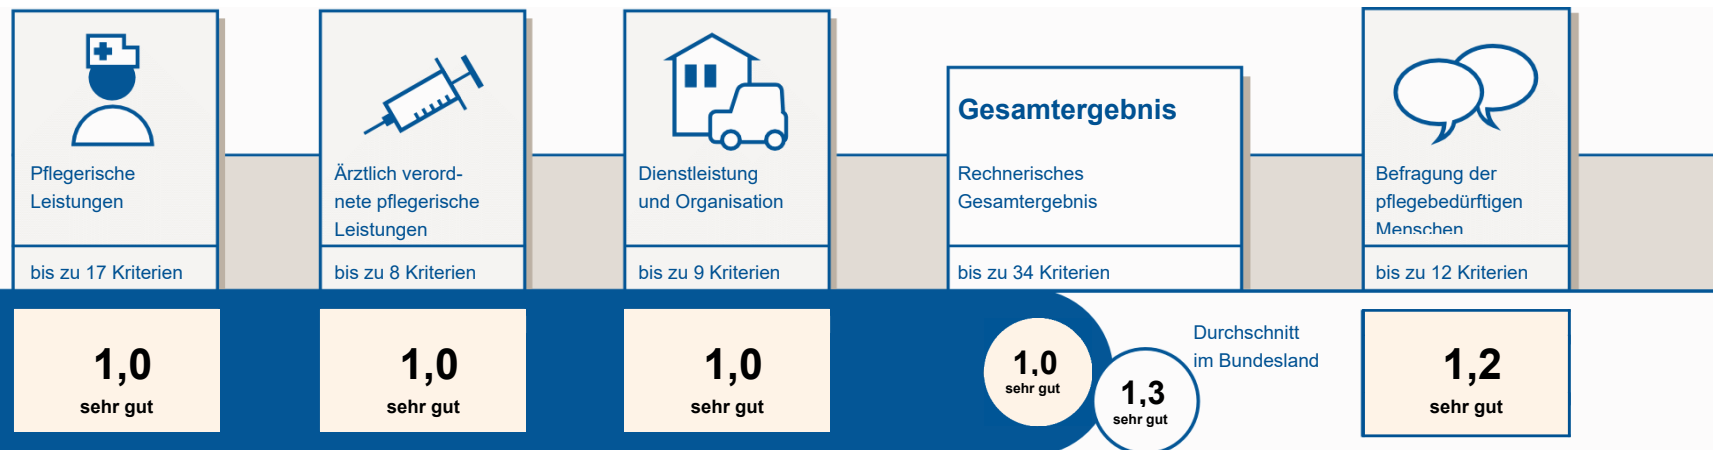 Pflegerische
Leistungen
bis zu 17 Kriterien
1,0
sehr gut
Ärztlich verord-
nete pflegerische
Leistungen
bis zu 8 Kriterien
1,0
sehr gut
Dienstleistung
und Organisation
bis zu 9 Kriterien
1,0
sehr gut
Gesamtergebnis
Rechnerisches
Gesamtergebnis
bis zu 34 Kriterien
1,0
sehr gut
Durchschnitt
im Bundesland
1,3
sehr gut
Befragung der
pflegebedürftigen
Menschen
bis zu 12 Kriterien
1,2
sehr gut